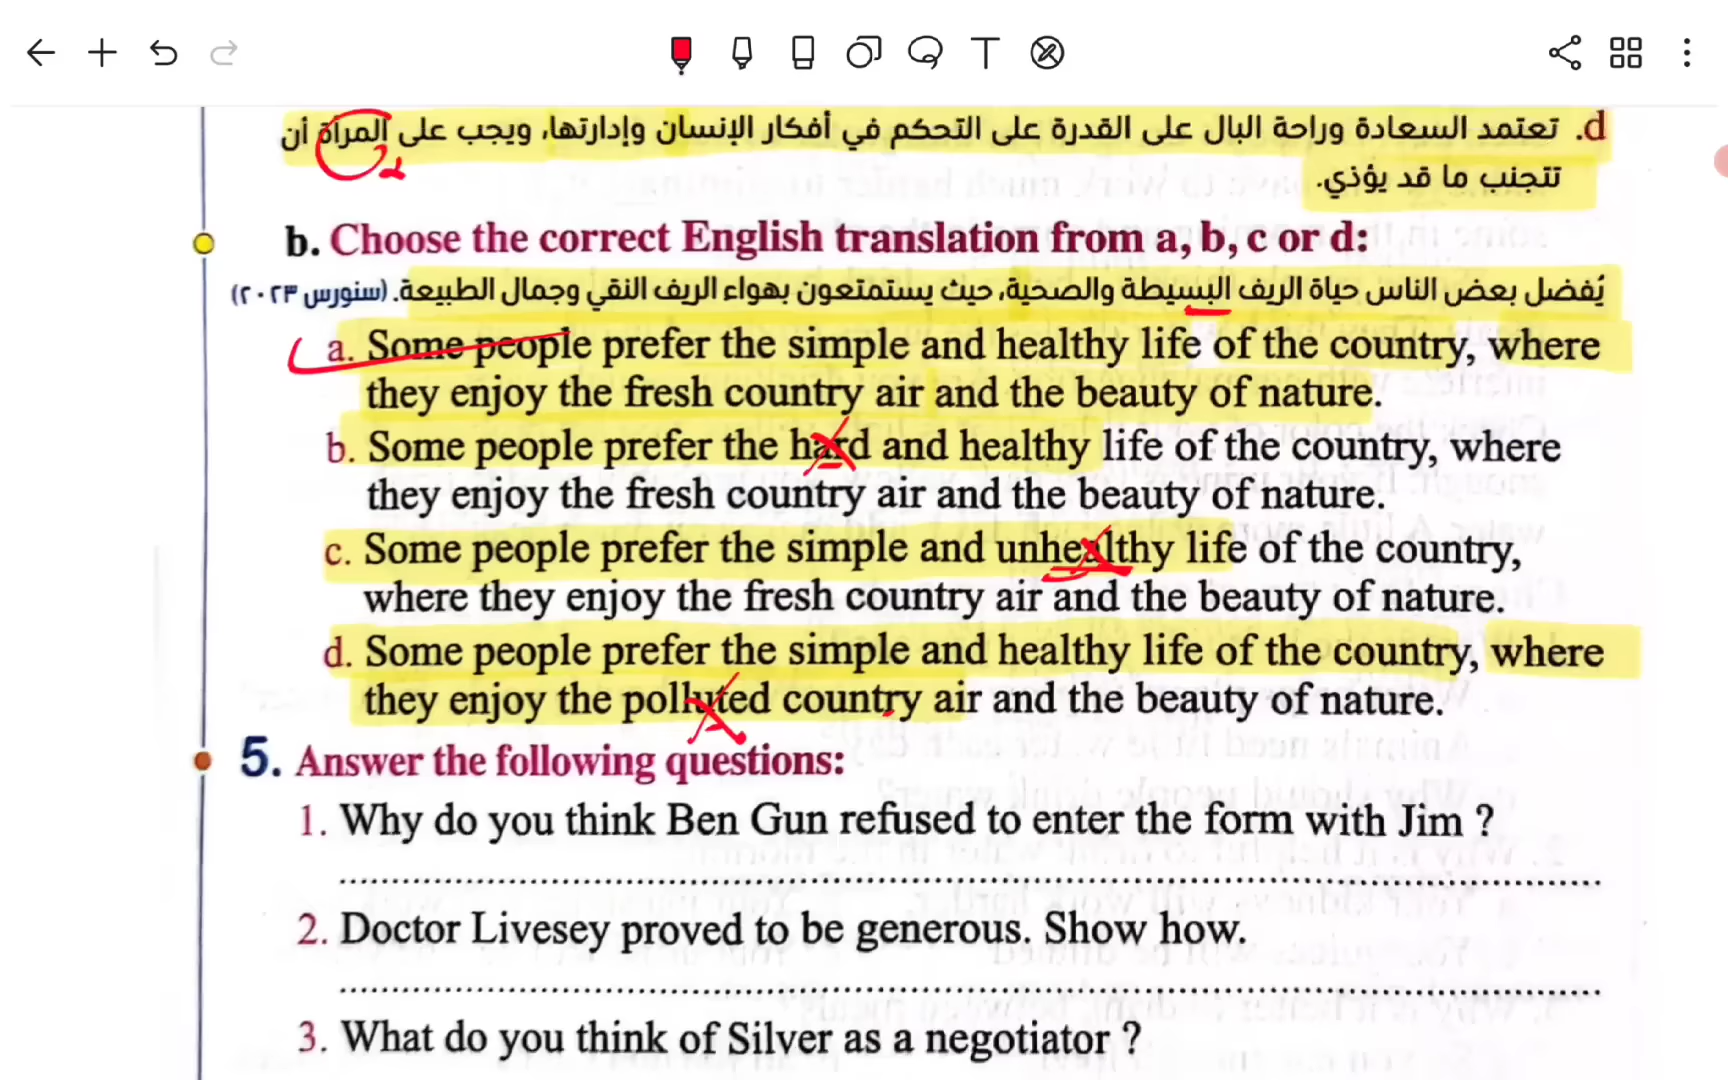 d. تعتمد السعادة وراحة البال على القدرة على التحكم في أفكار الإنسان وإدارتها، ويجب على المرأة أن
تتجنب ما قد يؤذي.
b. Choose the correct English translation from a, b, c or d:
يُفضل بعض الناس حياة الريف البسيطة والصحية، حيث يستمتعون بهواء الريف النقي وجمال الطبيعة. (سنورس ٢٠٢٣)
a. Some people prefer the simple and healthy life of the country, where
they enjoy the fresh country air and the beauty of nature.
b. Some people prefer the hard and healthy life of the country, where
they enjoy the fresh country air and the beauty of nature.
c. Some people prefer the simple and unhealthy life of the country,
where they enjoy the fresh country air and the beauty of nature.
d. Some people prefer the simple and healthy life of the country, where
they enjoy the polluted country air and the beauty of nature.
5. Answer the following questions:
1. Why do you think Ben Gun refused to enter the form with Jim ?
2. Doctor Livesey proved to be generous. Show how.
3. What do you think of Silver as a negotiator ?